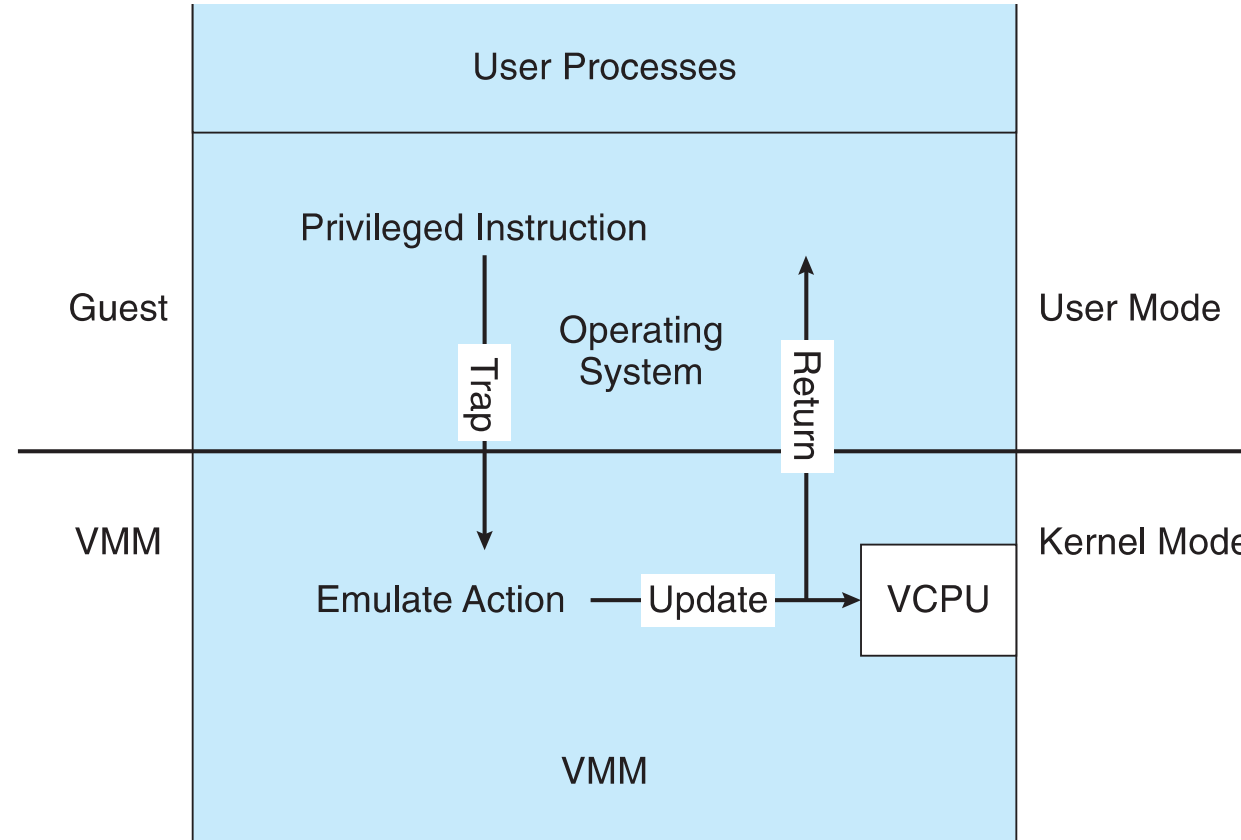 User Processes
Privileged Instruction
Guest
Operating
System
User Mode
Trap
Return
VMM
Kernel Mode
Emulate Action
Update
VCPU
VMM